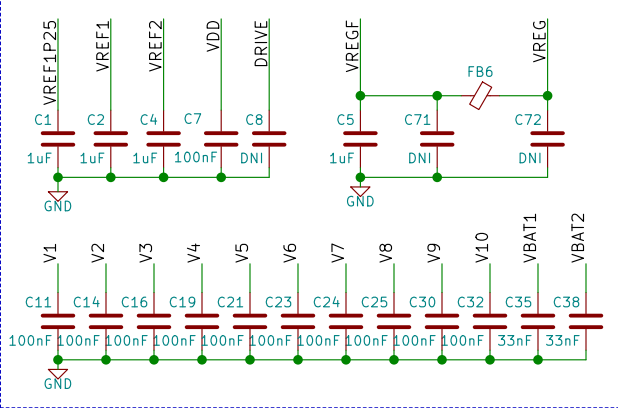 VREF1P25 VREF1 VREF2 VDD DRIVE VREGF VREG
FB6
C1 C2 C4 C7 C8 C5 C71 C72
1uF 1uF 1uF 100nF DNI 1uF DNI DNI
GND GND
V1 V2 V3 V4 V5 V6 V7 V8 V9 V10 VBAT1 VBAT2
C11 C14 C16 C19 C21 C23 C24 C25 C30 C32 C35 C38
100nF 100nF 100nF 100nF 100nF 100nF 100nF 100nF 100nF 100nF 33nF 33nF
GND